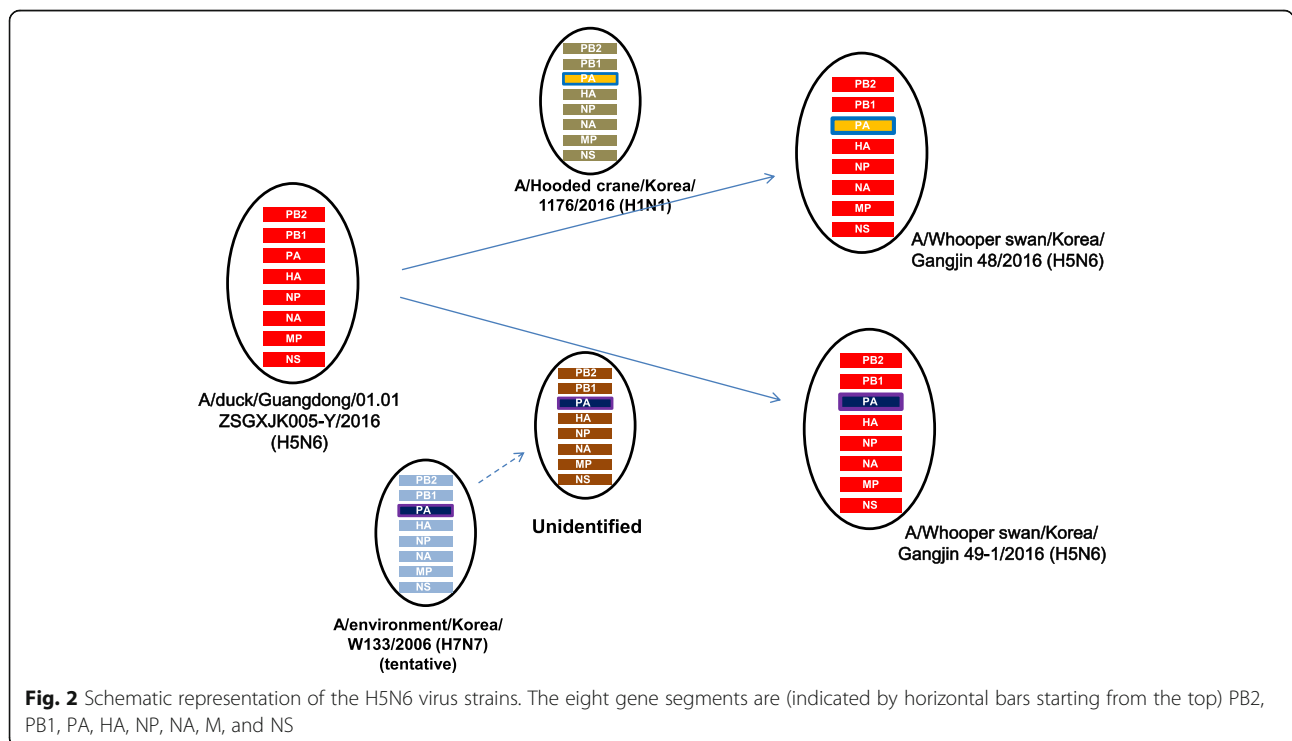 PB2
PB1
PA
HA
NP
NA
MP
NS
A/Hooded crane/Korea/
1176/2016 (H1N1)
PB2
PB1
PA
HA
NP
NA
MP
NS
A/Whooper swan/Korea/
Gangjin 48/2016 (H5N6)
PB2
PB1
PA
HA
NP
NA
MP
NS
A/duck/Guangdong/01.01
ZSGXJK005-Y/2016
(H5N6)
PB2
PB1
PA
HA
NP
NA
MP
NS
Unidentified
PB2
PB1
PA
HA
NP
NA
MP
NS
A/Whooper swan/Korea/
Gangjin 49-1/2016 (H5N6)
PB2
PB1
PA
HA
NP
NA
MP
NS
A/environment/Korea/
W133/2006 (H7N7)
(tentative)
Fig. 2 Schematic representation of the H5N6 virus strains. The eight gene segments are (indicated by horizontal bars starting from the top) PB2,
PB1, PA, HA, NP, NA, M, and NS